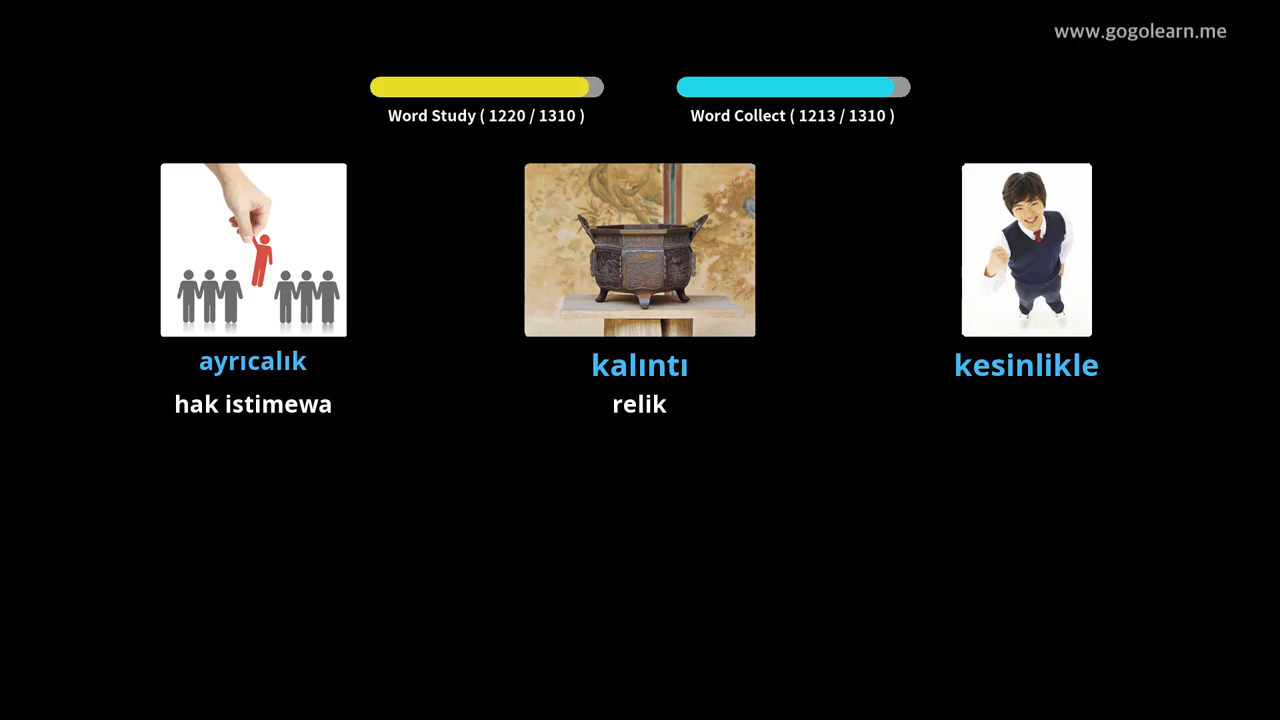 www.gogolearn.me
Word Study ( 1220 / 1310 )
Word Collect ( 1213 / 1310 )
ayrıcalık
hak istimewa
kalıntı
relik
kesinlikle